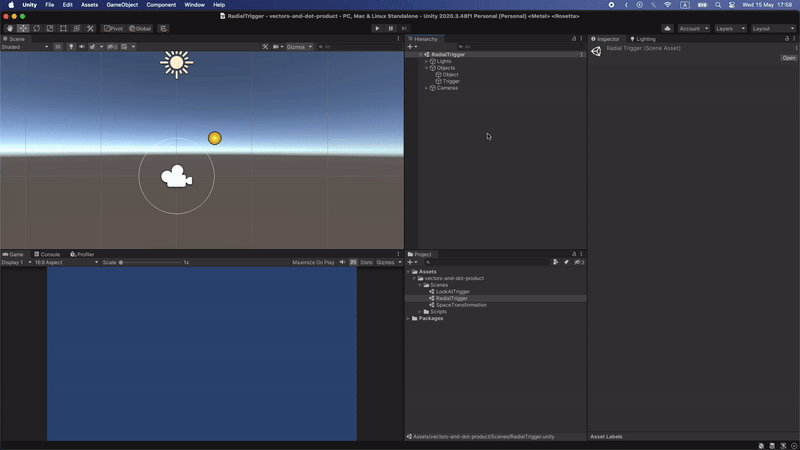 Unity File Edit Assets GameObject Component Window Help A Wed 15 May 17:58
RadialTrigger - vectors-and-dot-product - PC, Mac & Linux Standalone - Unity 2020.3.48f1 Personal (Personal) <Metal> <Rosetta>
Pivot Global Account Layers Layout
Scene
Shaded 2D Gizmos All
Hierarchy
All
RadialTrigger
Lights
Objects
Object
Trigger
Cameras
Inspector Lighting
Radial Trigger (Scene Asset)
Open
Game Console Profiler
Display 1 16:9 Aspect Scale 1x Maximize On Play Stats Gizmos
Project
Assets
vectors-and-dot-product
Scenes
LookAtTrigger
RadialTrigger
SpaceTransformation
Scripts
Packages
Assets/vectors-and-dot-product/Scenes/RadialTrigger.unity
Asset Labels